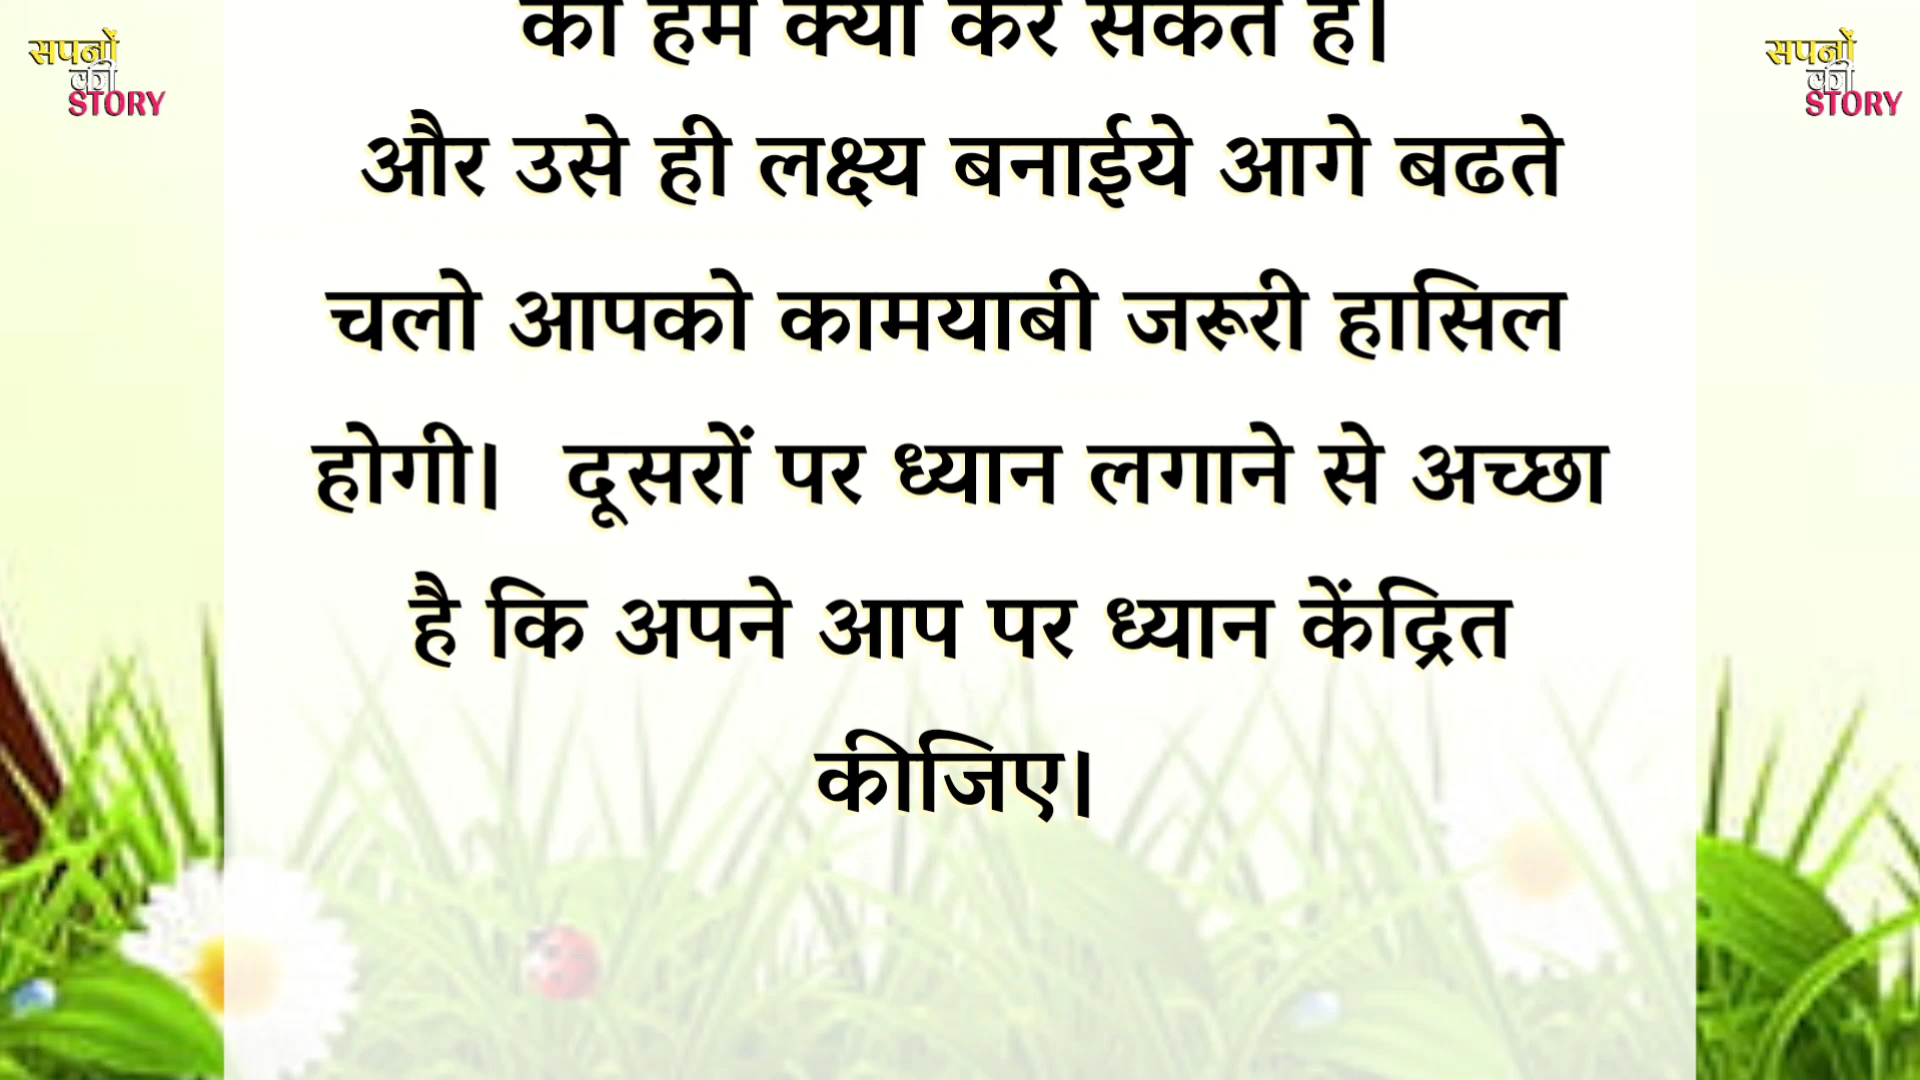 सपनों
की
STORY
सपनों
की
STORY
हम क्या कर सकते
और उसे ही लक्ष्य बनाईये आगे बढते
चलो आपको कामयाबी जरूरी हासिल
होगी। दूसरों पर ध्यान लगाने से अच्छा
है कि अपने आप पर ध्यान केंद्रित
कीजिए।